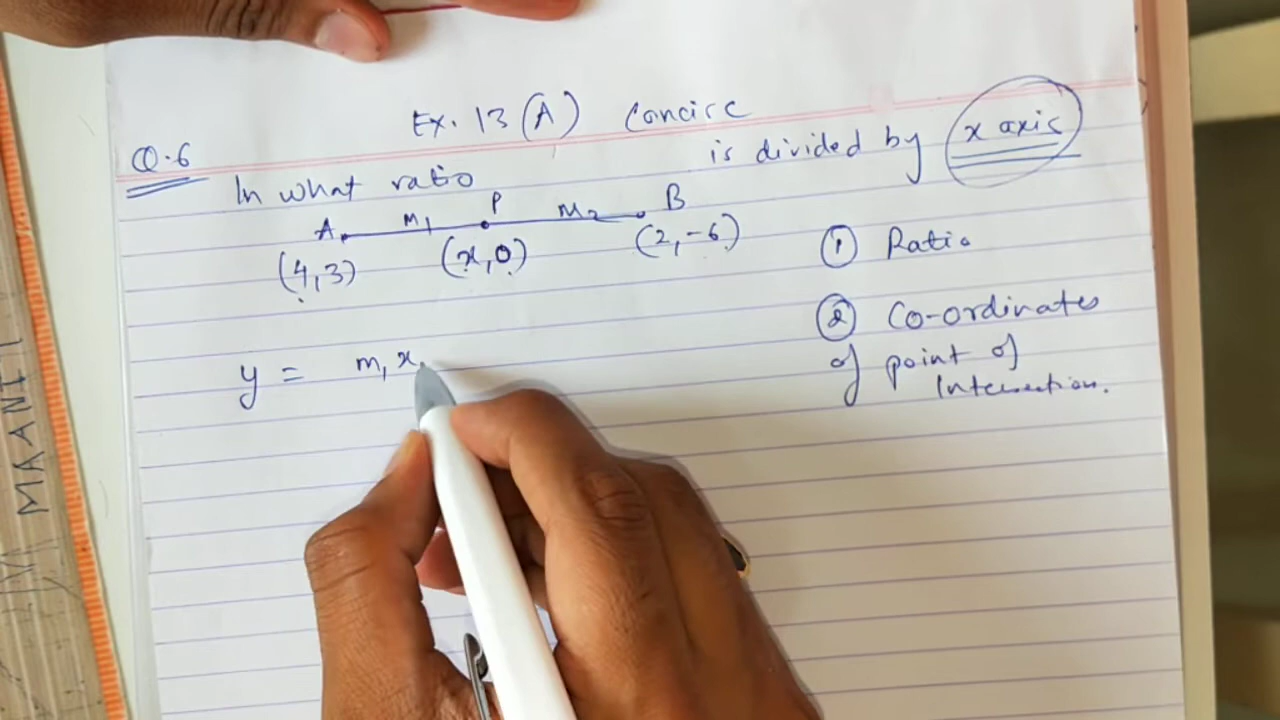 Ex. 13 (A) Concise
Q.6
In what ratio is divided by x axis
A m1 P m2 B
(4,3) (x,0) (2,-6)
① Ratio
② Co-ordinates
of point of
Intersection.
y = m1 x
MAANI